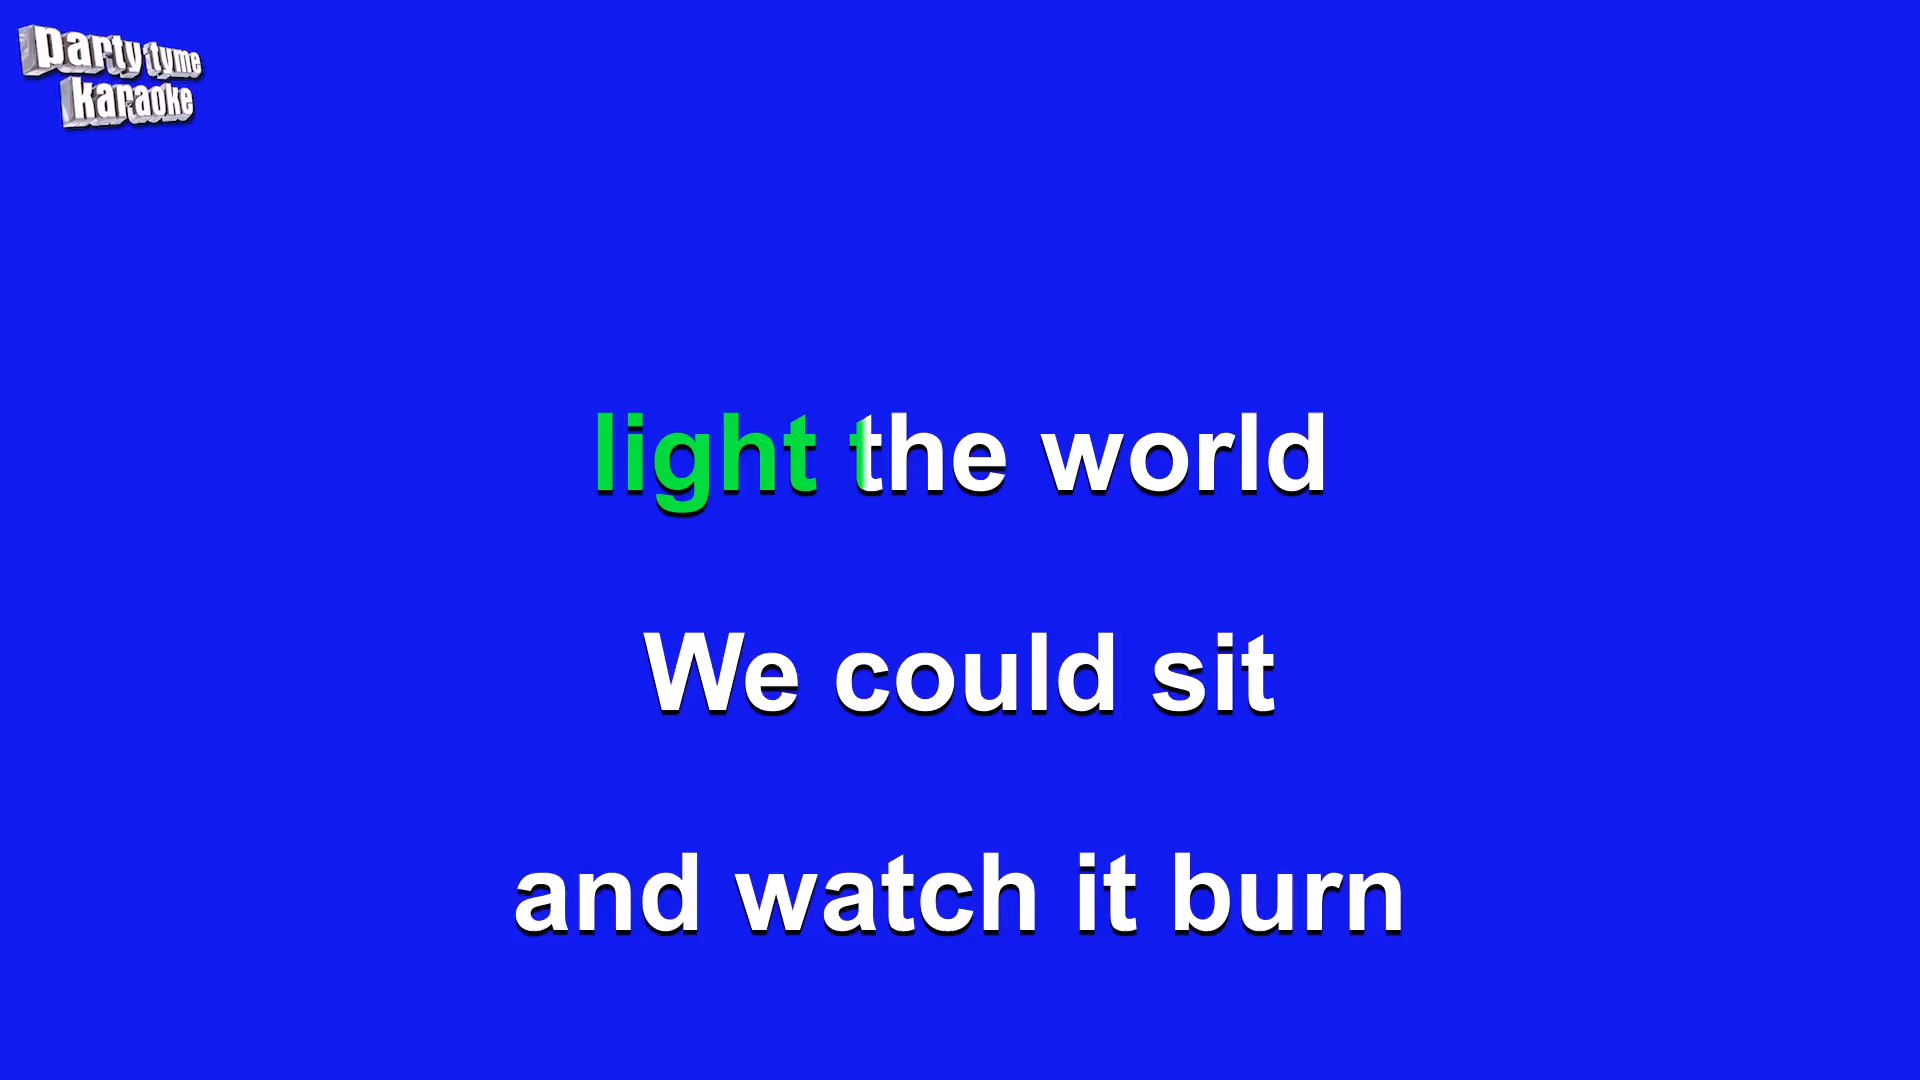 party tyme
karaoke
light the world
We could sit
and watch it burn